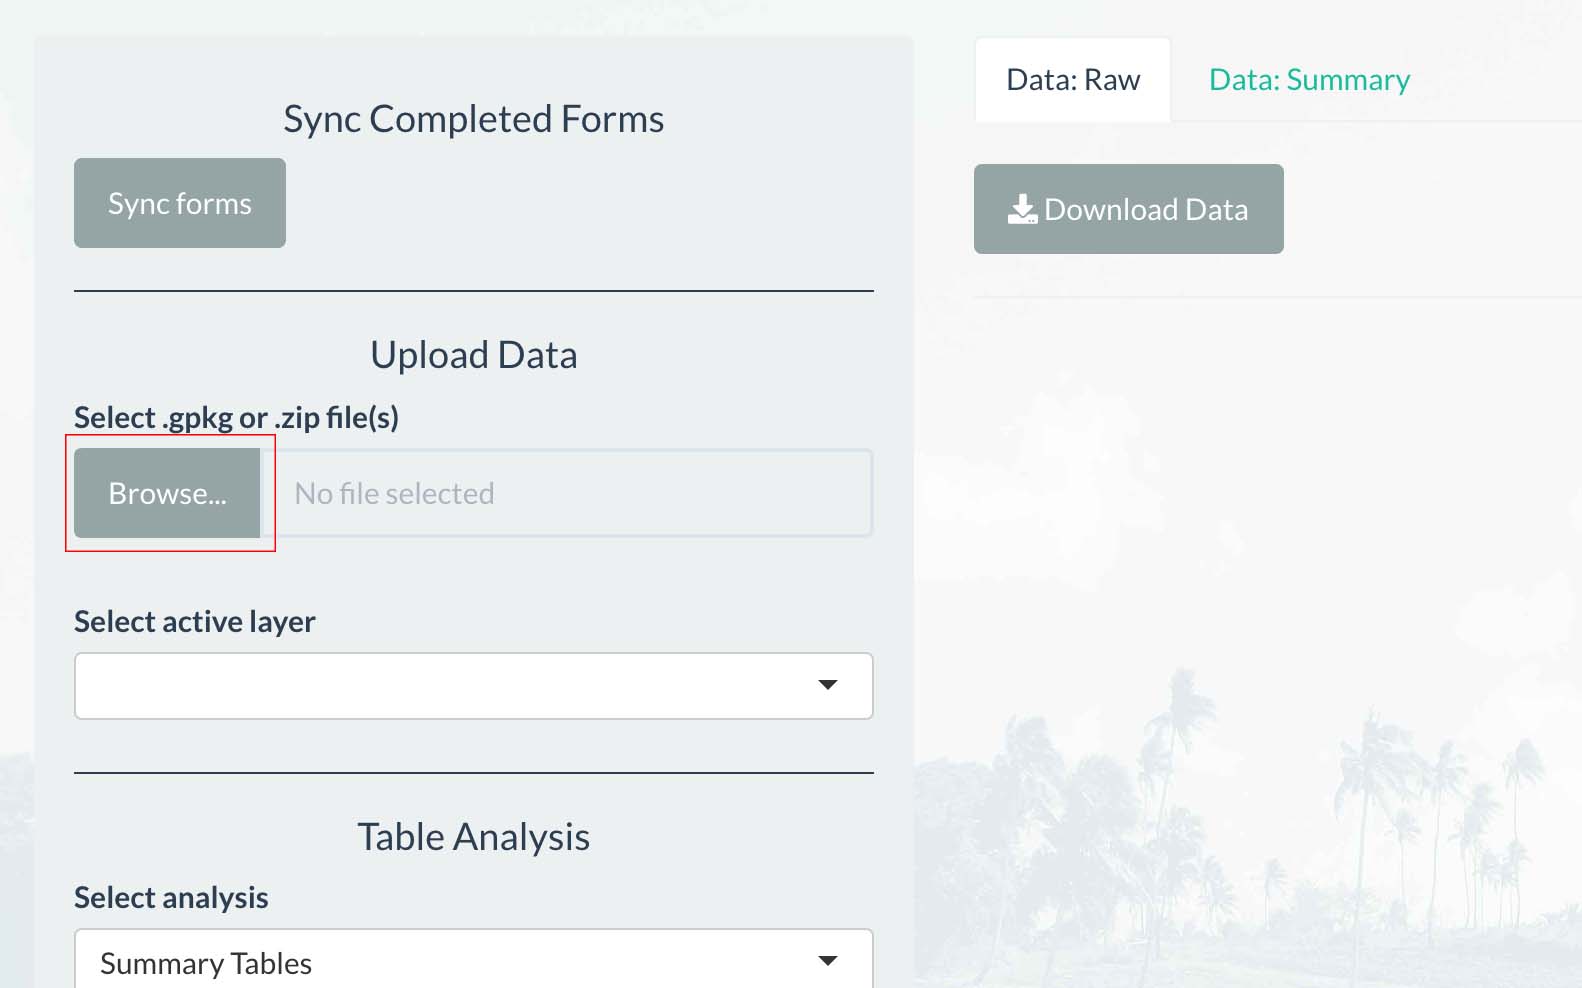 Sync Completed Forms
Sync forms
Upload Data
Select .gpkg or .zip file(s)
Browse...
No file selected
Select active layer
Table Analysis
Select analysis
Summary Tables
Data: Raw
Data: Summary
Download Data